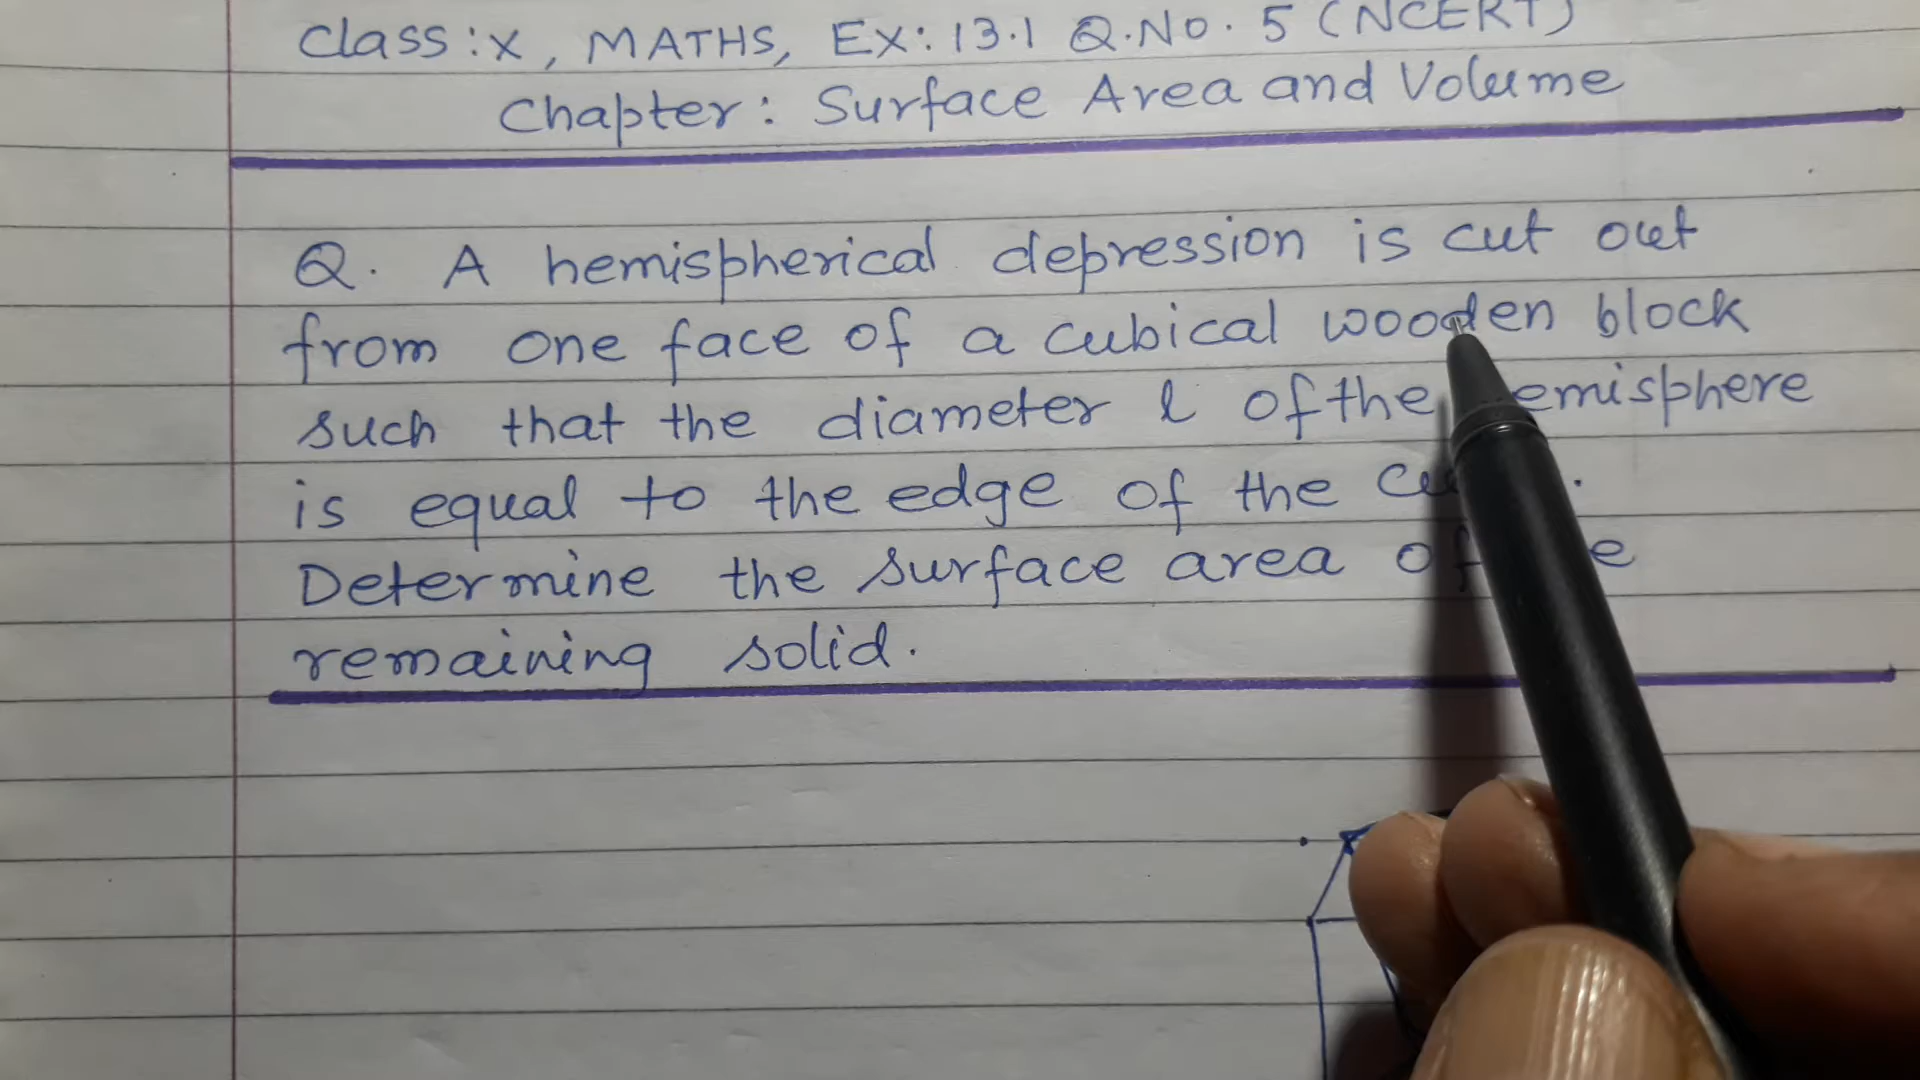 Class : X, MATHS, EX: 13.1 Q.No. 5 (NCERT)
Chapter : Surface Area and Volume
Q. A hemispherical depression is cut out
from one face of a cubical wooden block
such that the diameter l of the emisphere
is equal to the edge of the
Determine the surface area of
remaining solid.